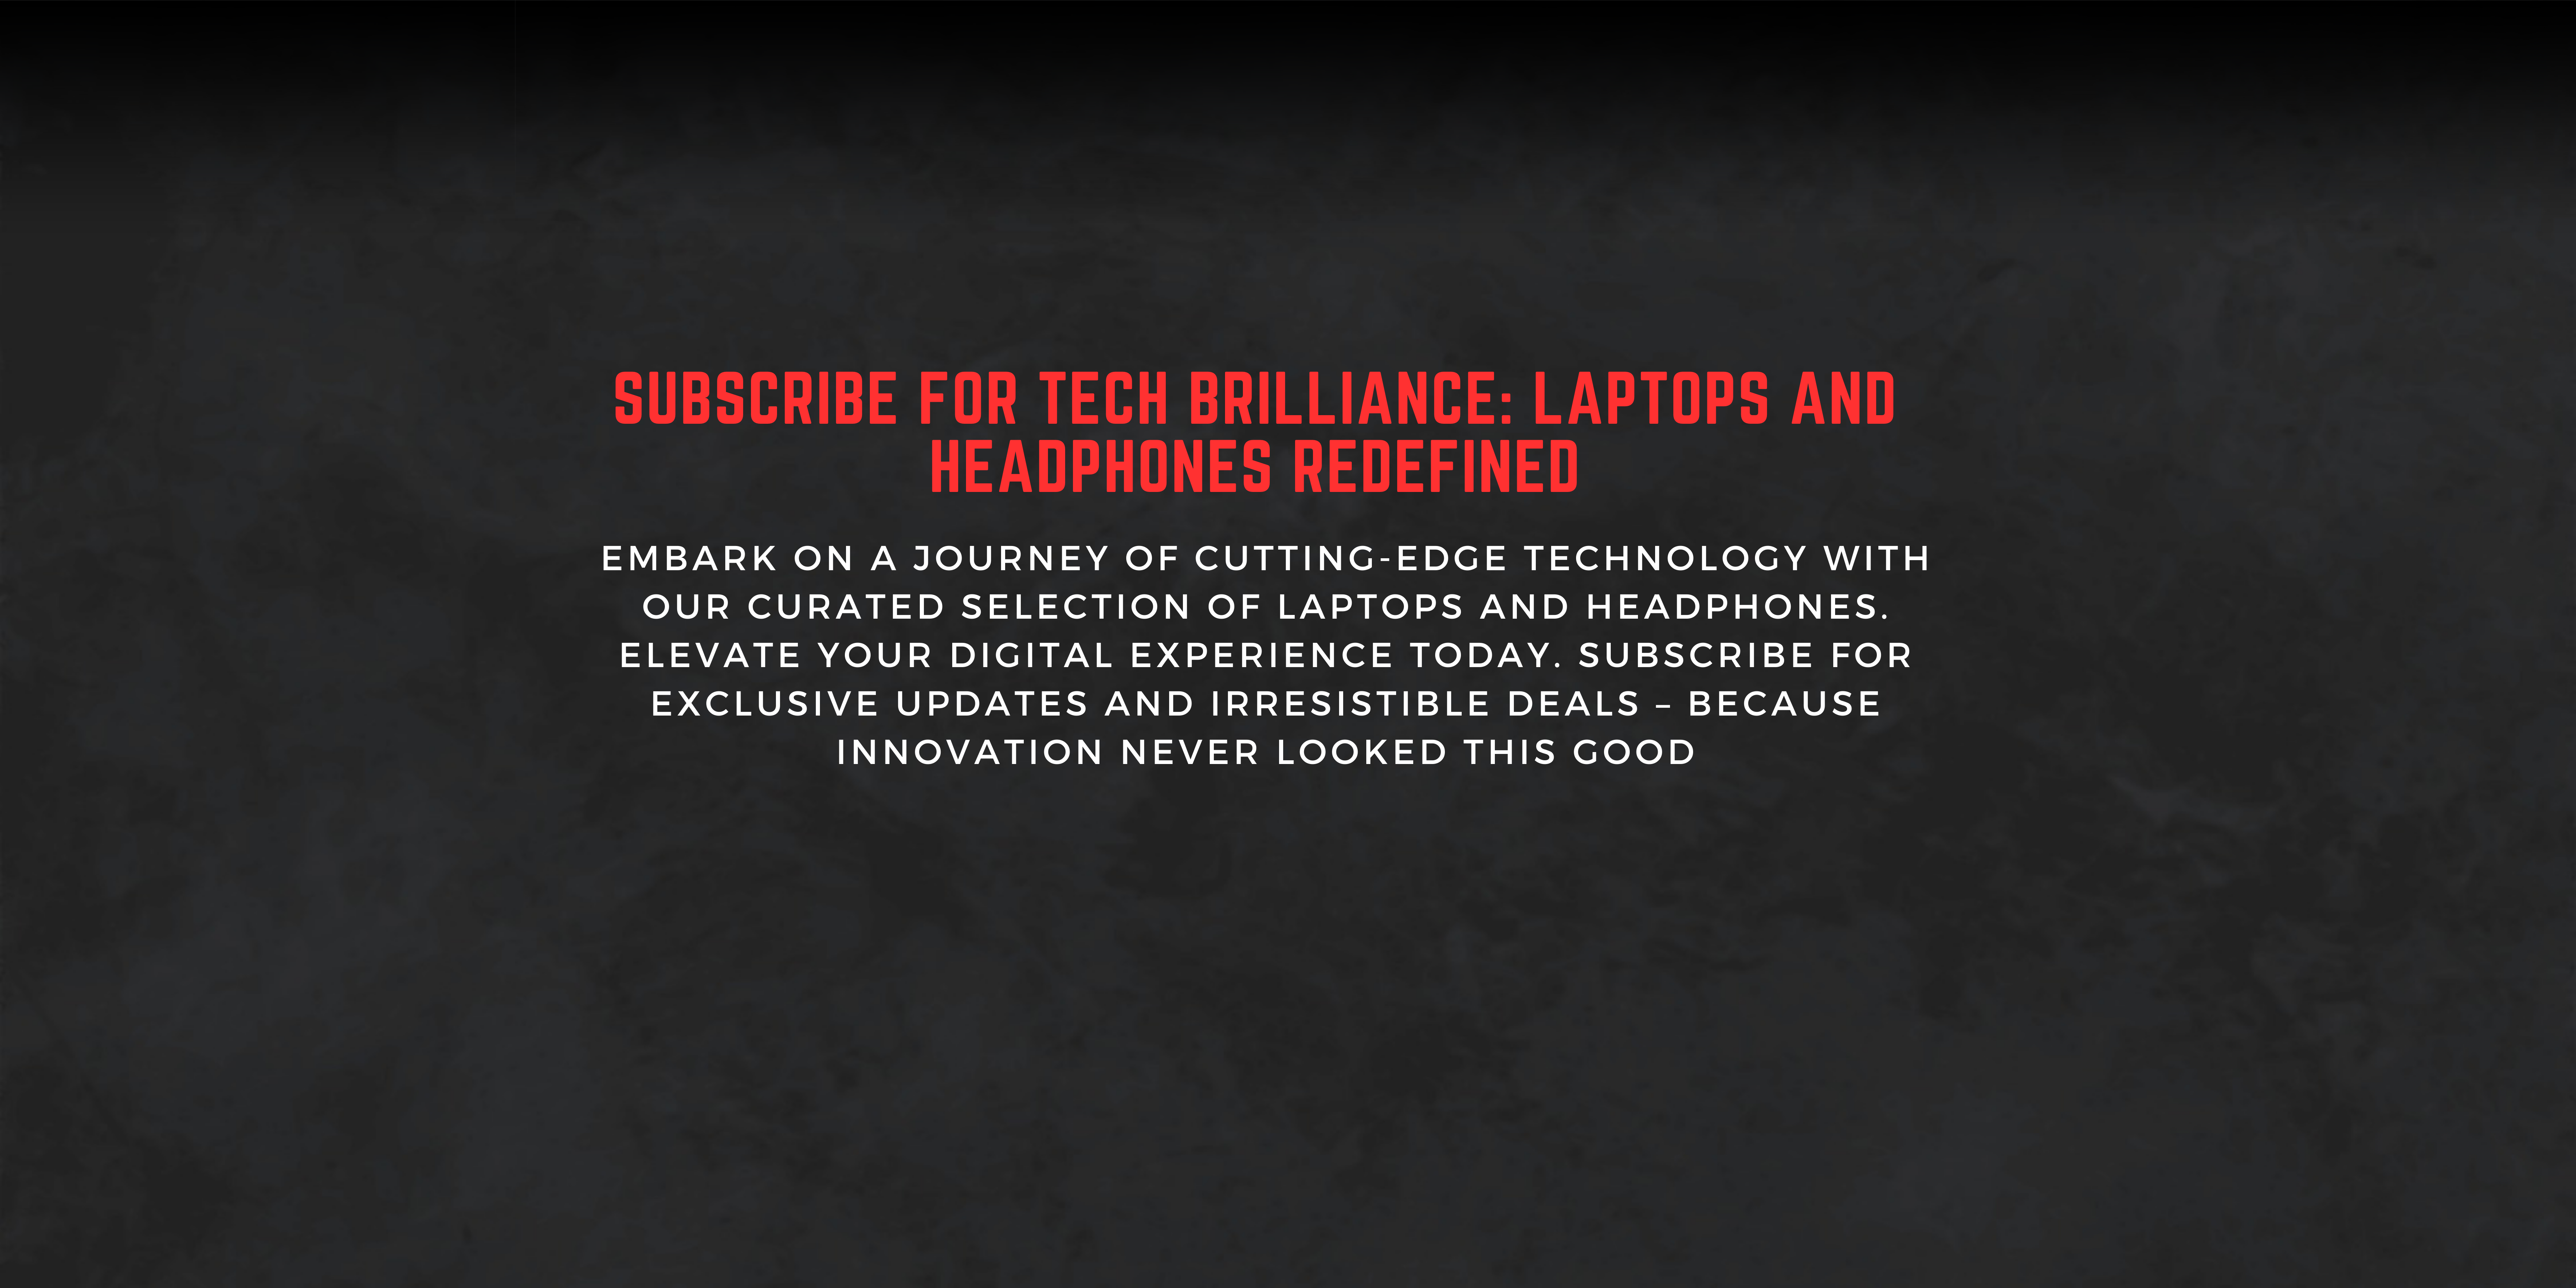 SUBSCRIBE FOR TECH BRILLIANCE: LAPTOPS AND
HEADPHONES REDEFINED
EMBARK ON A JOURNEY OF CUTTING-EDGE TECHNOLOGY WITH
OUR CURATED SELECTION OF LAPTOPS AND HEADPHONES.
ELEVATE YOUR DIGITAL EXPERIENCE TODAY. SUBSCRIBE FOR
EXCLUSIVE UPDATES AND IRRESISTIBLE DEALS – BECAUSE
INNOVATION NEVER LOOKED THIS GOOD